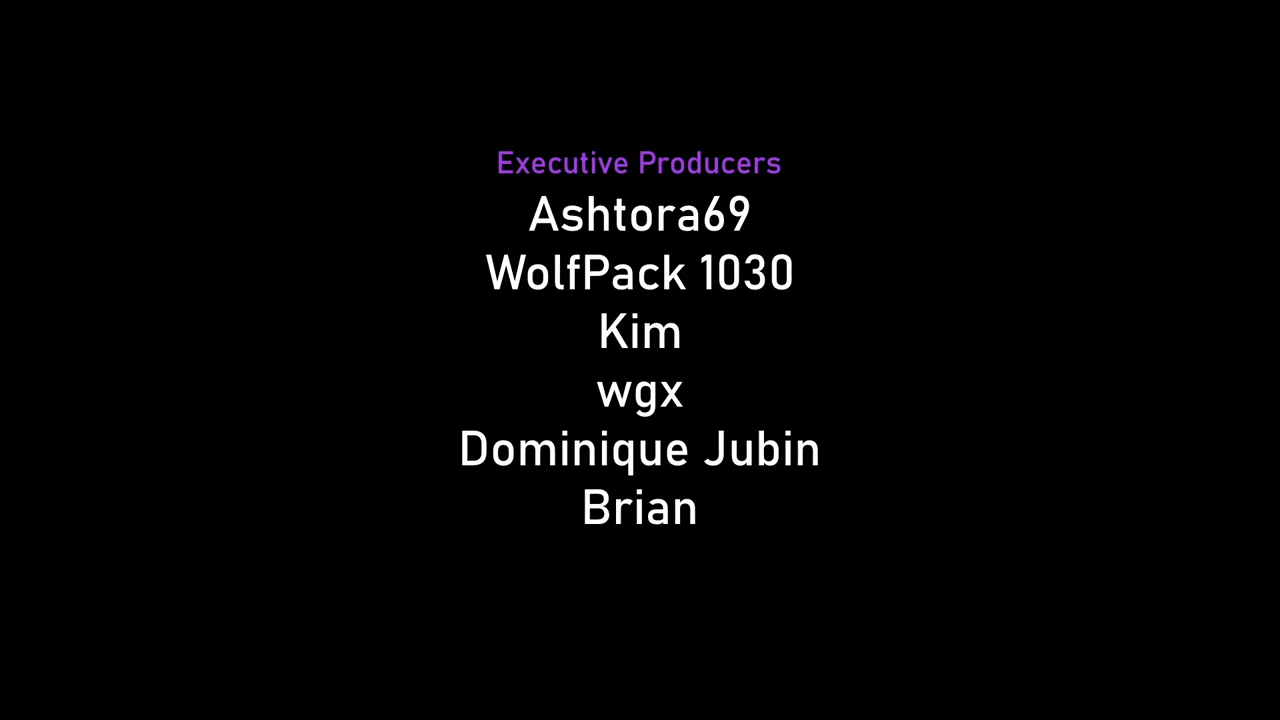 Executive Producers
Ashtora69
WolfPack 1030
Kim
wgx
Dominique Jubin
Brian